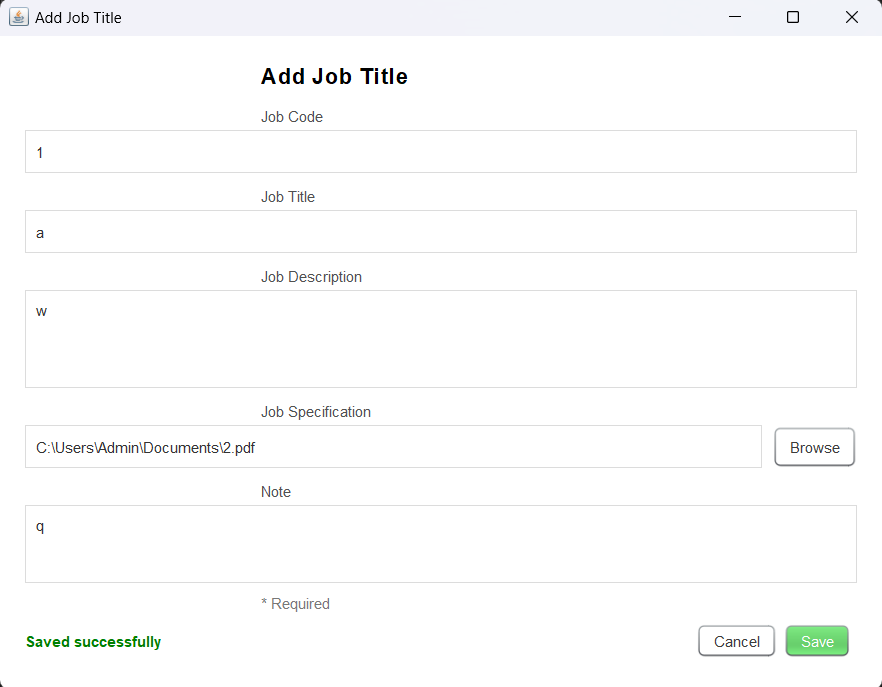 Add Job Title
Add Job Title
Job Code
1
Job Title
a
Job Description
w
Job Specification
C:\Users\Admin\Documents\2.pdf
Browse
Note
q
* Required
Saved successfully
Cancel
Save